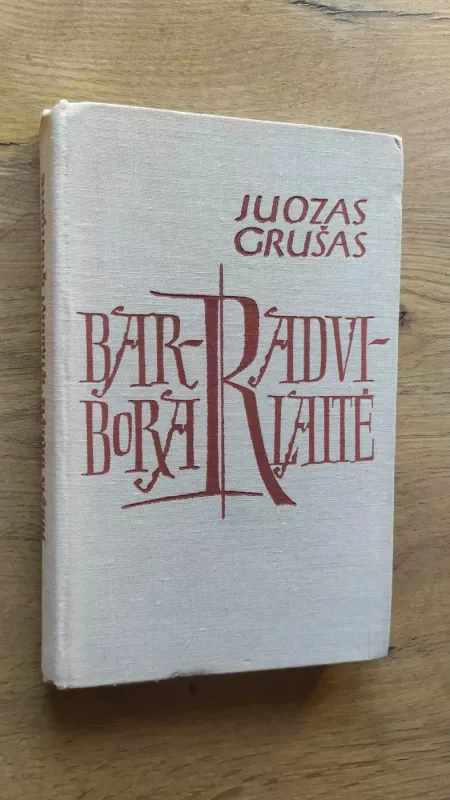 JUOZAS
GRUŠAS
BAR-
BORA
RADVI-
LAITĖ